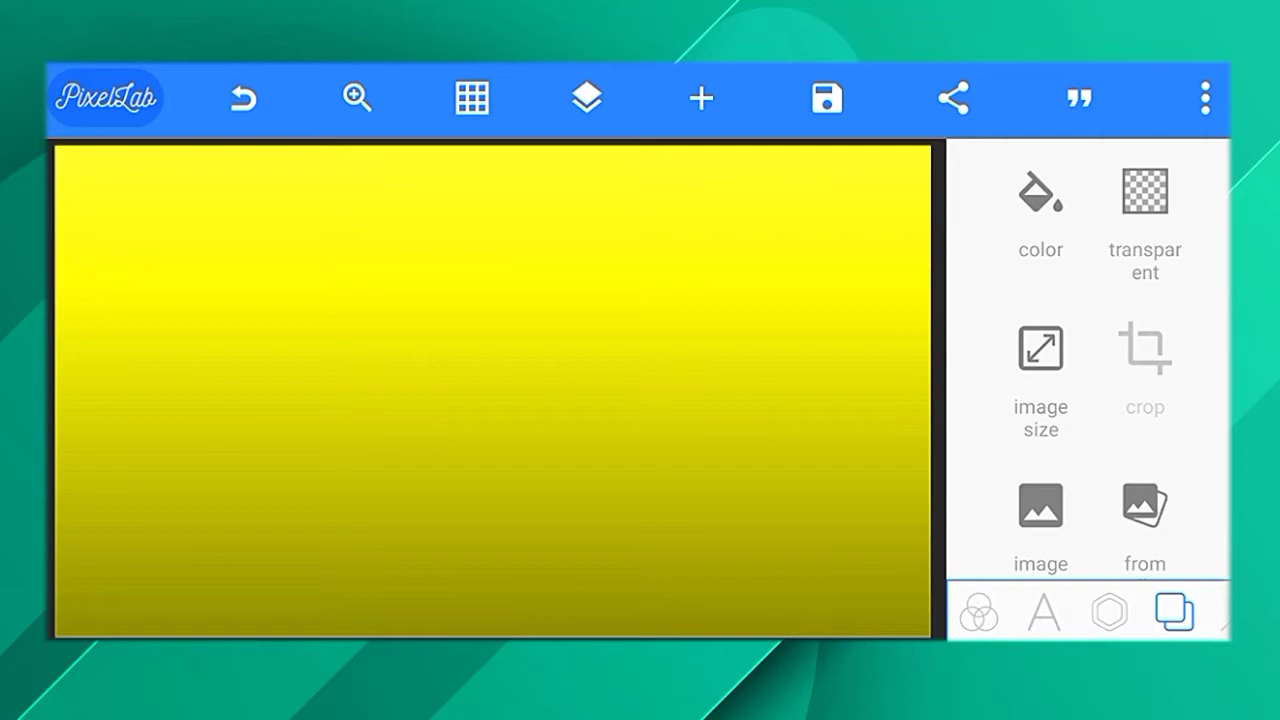 PixelLab
color
transpar
ent
image
size
crop
image
from